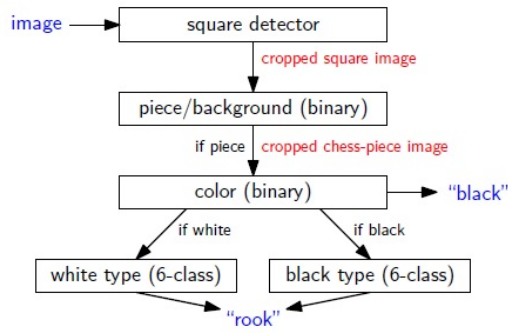 image
square detector
cropped square image
piece/background (binary)
if piece
cropped chess-piece image
color (binary)
“black”
if white
if black
white type (6-class)
black type (6-class)
“rook”